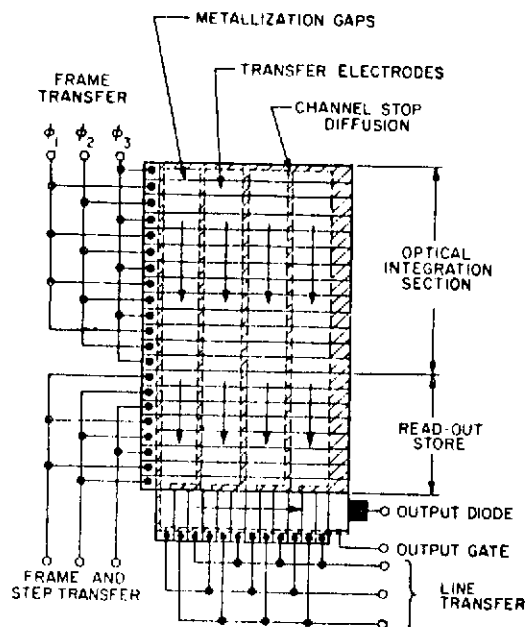 METALLIZATION GAPS
TRANSFER ELECTRODES
CHANNEL STOP
DIFFUSION
FRAME
TRANSFER
ϕ1 ϕ2 ϕ3
OPTICAL
INTEGRATION
SECTION
READ-OUT
STORE
OUTPUT DIODE
OUTPUT GATE
FRAME AND
STEP TRANSFER
LINE
TRANSFER